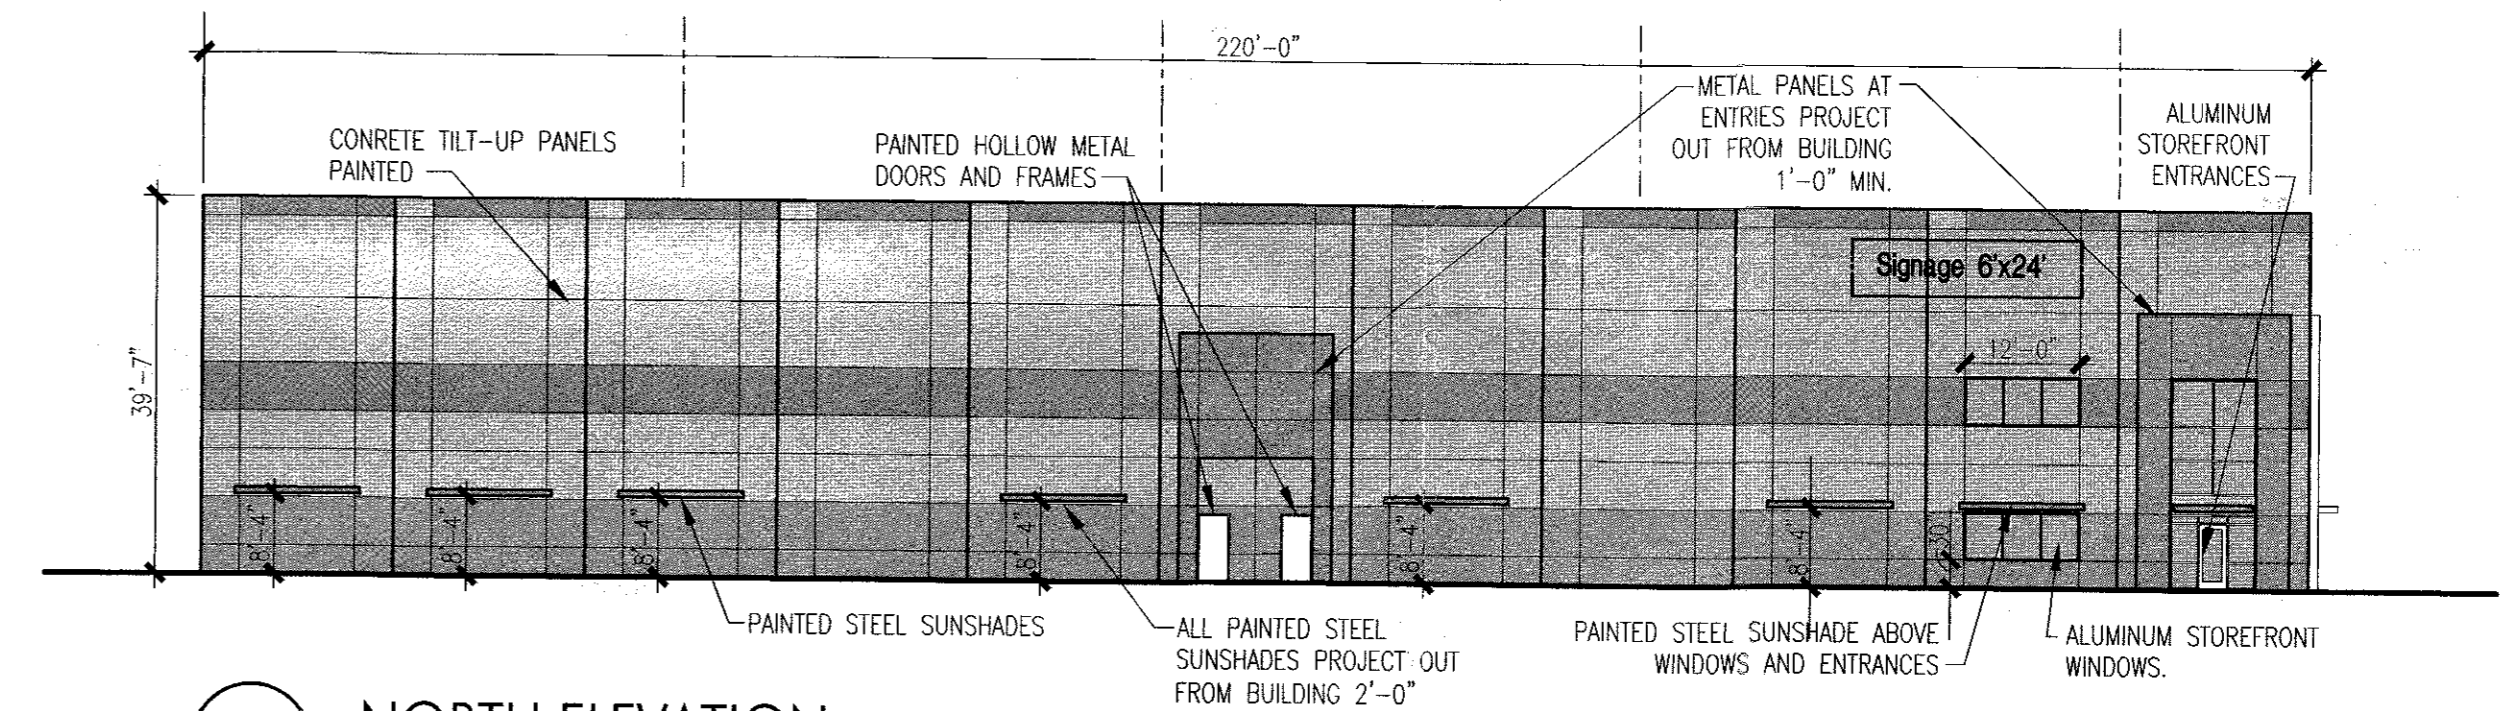 220'-0"
CONRETE TILT-UP PANELS
PAINTED
PAINTED HOLLOW METAL
DOORS AND FRAMES
METAL PANELS AT
ENTRIES PROJECT
OUT FROM BUILDING
1'-0" MIN.
ALUMINUM
STOREFRONT
ENTRANCES
Signage 6'x24'
12'-0"
39'-7"
8'-4"
8'-4"
8'-4"
8'-4"
8'-4"
8'-4"
30
PAINTED STEEL SUNSHADES
ALL PAINTED STEEL
SUNSHADES PROJECT OUT
FROM BUILDING 2'-0"
PAINTED STEEL SUNSHADE ABOVE
WINDOWS AND ENTRANCES
ALUMINUM STOREFRONT
WINDOWS.
NORTH ELEVATION